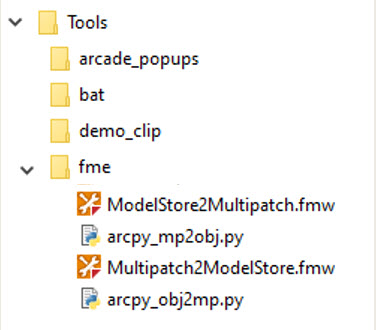 Tools
arcade_popups
bat
demo_clip
fme
ModelStore2Multipatch.fmw
arcpy_mp2obj.py
Multipatch2ModelStore.fmw
arcpy_obj2mp.py